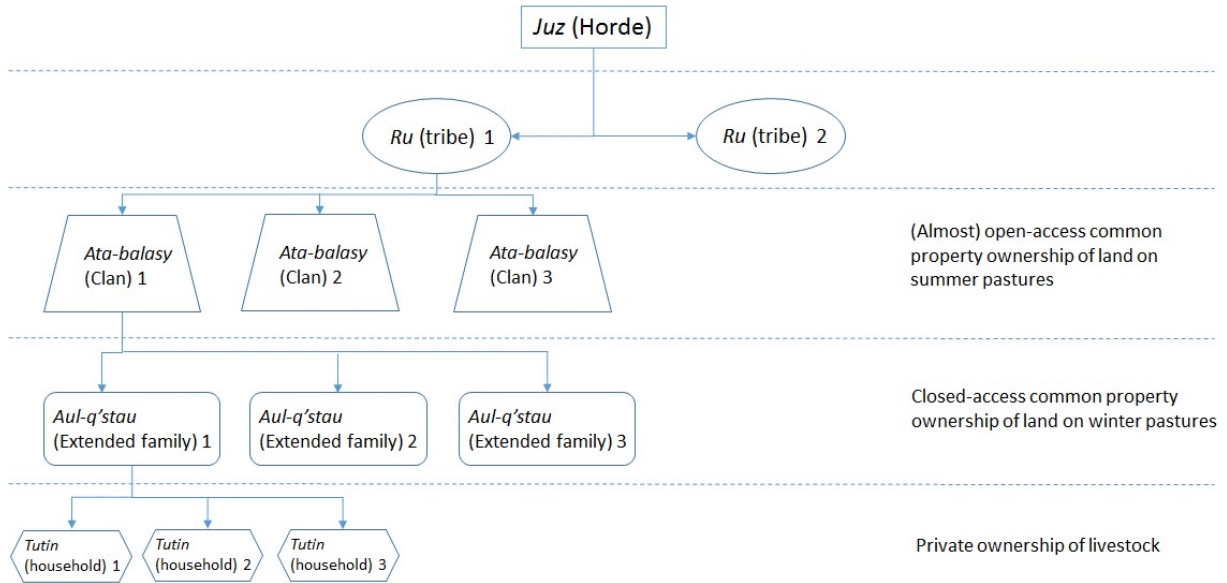 Juz (Horde)
Ru (tribe) 1
Ru (tribe) 2
Ata-balasy
(Clan) 1
Ata-balasy
(Clan) 2
Ata-balasy
(Clan) 3
(Almost) open-access common
property ownership of land on
summer pastures
Aul-q’stau
(Extended family) 1
Aul-q’stau
(Extended family) 2
Aul-q’stau
(Extended family) 3
Closed-access common property
ownership of land on winter pastures
Tutin
(household) 1
Tutin
(household) 2
Tutin
(household) 3
Private ownership of livestock